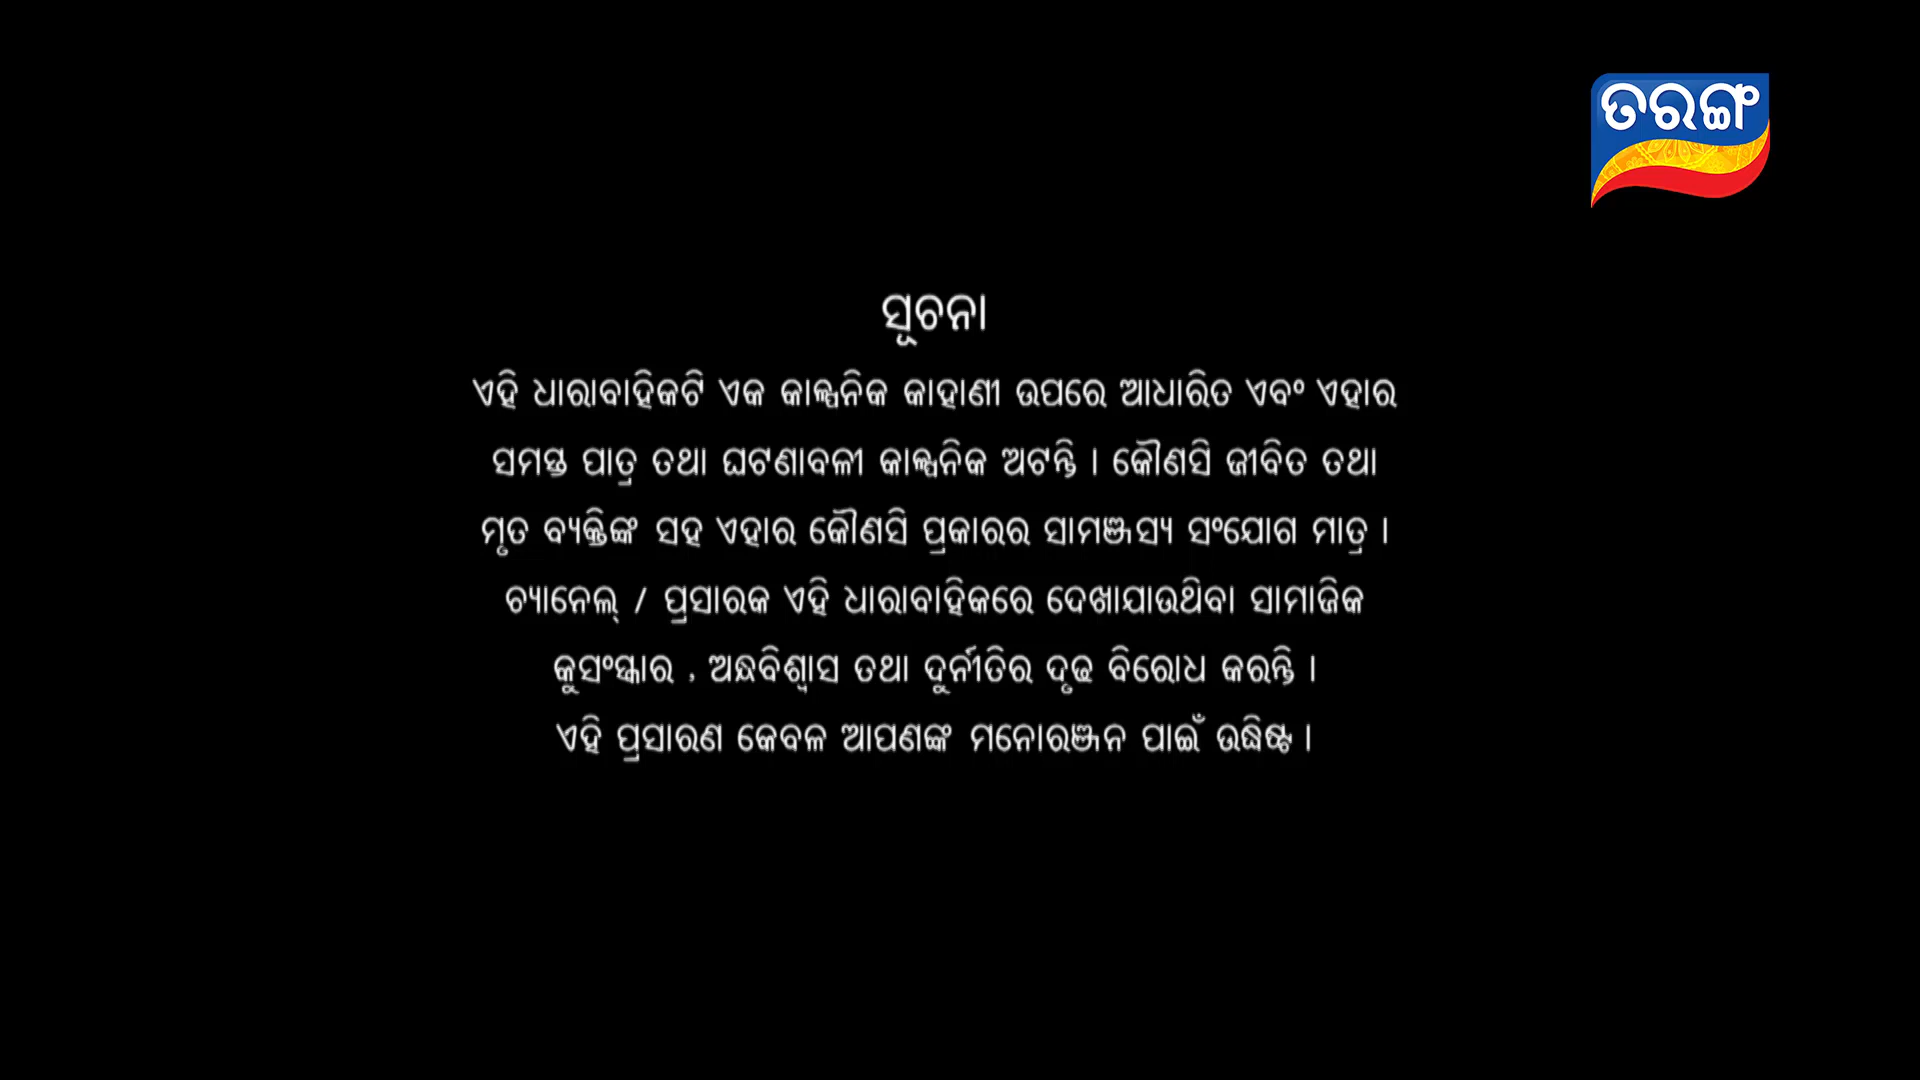 ତରଙ୍ଗ
ସୂଚନା
ଏହି ଧାରାବାହିକଟି ଏକ କାଳ୍ପନିକ କାହାଣୀ ଉପରେ ଆଧାରିତ ଏବଂ ଏହାର
ସମସ୍ତ ପାତ୍ର ତଥା ଘଟଣାବଳୀ କାଳ୍ପନିକ ଅଟନ୍ତି । କୌଣସି ଜୀବିତ ତଥା
ମୃତ ବ୍ୟକ୍ତିଙ୍କ ସହ ଏହାର କୌଣସି ପ୍ରକାରର ସାମଞ୍ଜସ୍ୟ ସଂଯୋଗ ମାତ୍ର ।
ଚ୍ୟାନେଲ୍ / ପ୍ରସାରକ ଏହି ଧାରାବାହିକରେ ଦେଖାଯାଉଥିବା ସାମାଜିକ
କୁସଂସ୍କାର , ଅନ୍ଧବିଶ୍ୱାସ ତଥା ଦୁର୍ନୀତିର ଦୃଢ ବିରୋଧ କରନ୍ତି ।
ଏହି ପ୍ରସାରଣ କେବଳ ଆପଣଙ୍କ ମନୋରଞ୍ଜନ ପାଇଁ ଉଦ୍ଧିଷ୍ଟ ।